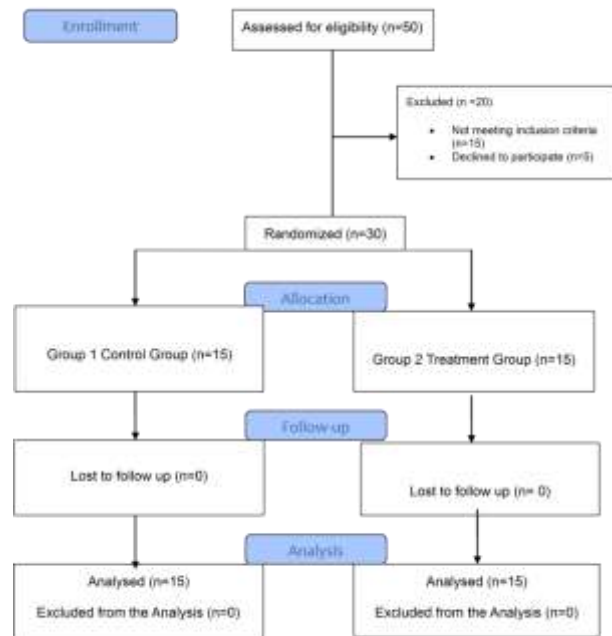 Enrollment
Assessed for eligibility (n=50)
Excluded (n =20)
• Not meeting inclusion criteria
(n=15)
• Declined to participate (n=5)
Randomized (n=30)
Allocation
Group 1 Control Group (n=15)
Group 2 Treatment Group (n=15)
Follow-up
Lost to follow up (n=0)
Lost to follow up (n= 0)
Analysis
Analysed (n=15)
Excluded from the Analysis (n=0)
Analysed (n=15)
Excluded from the Analysis (n=0)